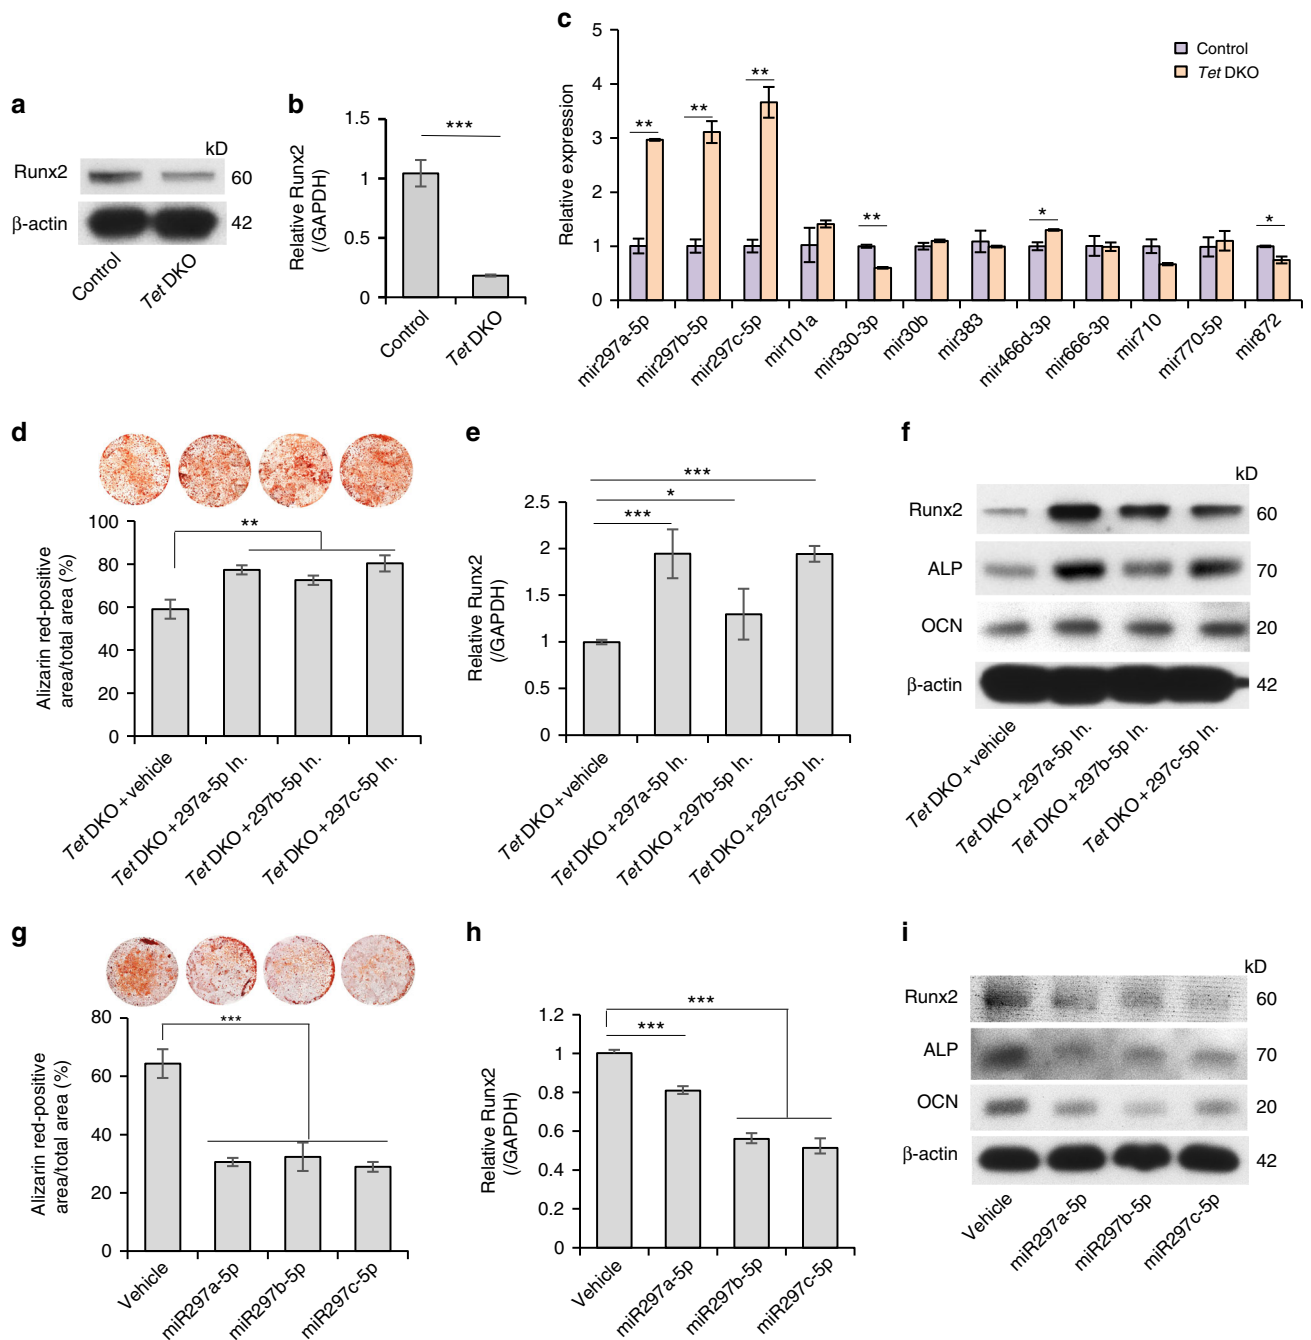 a
kD
Runx2
60
β-actin
42
Control
Tet DKO
b
Relative Runx2
(/GAPDH)
1.5
1
0.5
0
***
Control
Tet DKO
c
Relative expression
5
4
3
2
1
0
Control
Tet DKO
**
**
**
**
*
*
mir297a-5p
mir297b-5p
mir297c-5p
mir101a
mir330-3p
mir30b
mir383
mir466d-3p
mir666-3p
mir710
mir770-5p
mir872
d
Alizarin red-positive
area/total area (%)
100
80
60
40
20
0
**
Tet DKO + vehicle
Tet DKO + 297a-5p In.
Tet DKO + 297b-5p In.
Tet DKO + 297c-5p In.
e
Relative Runx2
(/GAPDH)
2.5
2
1.5
1
0.5
0
***
*
***
Tet DKO + vehicle
Tet DKO + 297a-5p In.
Tet DKO + 297b-5p In.
Tet DKO + 297c-5p In.
f
kD
Runx2
60
ALP
70
OCN
20
β-actin
42
Tet DKO + vehicle
Tet DKO + 297a-5p In.
Tet DKO + 297b-5p In.
Tet DKO + 297c-5p In.
g
Alizarin red-positive
area/total area (%)
80
60
40
20
0
***
Vehicle
miR297a-5p
miR297b-5p
miR297c-5p
h
Relative Runx2
(/GAPDH)
1.2
1
0.8
0.6
0.4
0.2
0
***
***
Vehicle
miR297a-5p
miR297b-5p
miR297c-5p
i
kD
Runx2
60
ALP
70
OCN
20
β-actin
42
Vehicle
miR297a-5p
miR297b-5p
miR297c-5p